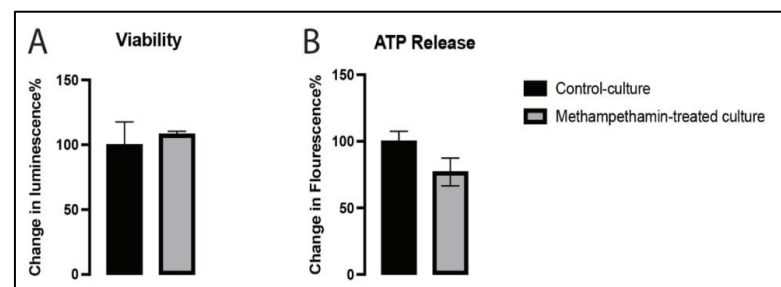 A
Viability
Change in luminescence%
150
100
50
0
B
ATP Release
Change in Flourescence%
150
100
50
0
Control-culture
Methampethamin-treated culture